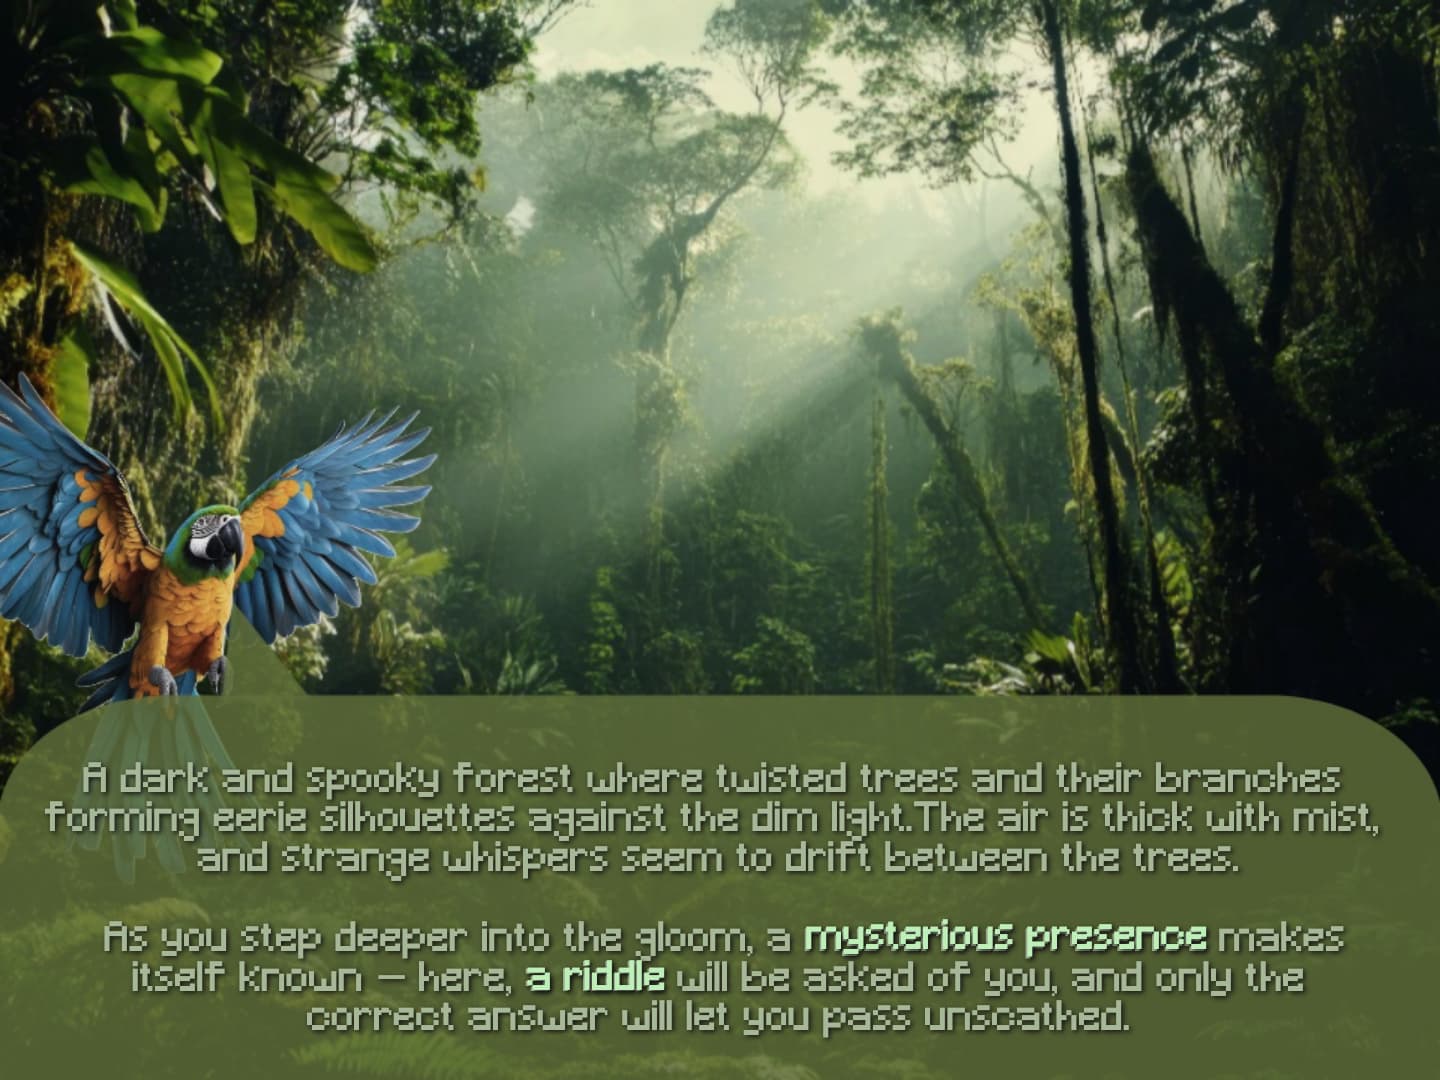 A dark and spooky forest where twisted trees and their branches
forming eerie silhouettes against the dim light.The air is thick with mist,
and strange whispers seem to drift between the trees.
As you step deeper into the gloom, a mysterious presence makes
itself known – here, a riddle will be asked of you, and only the
correct answer will let you pass unscathed.